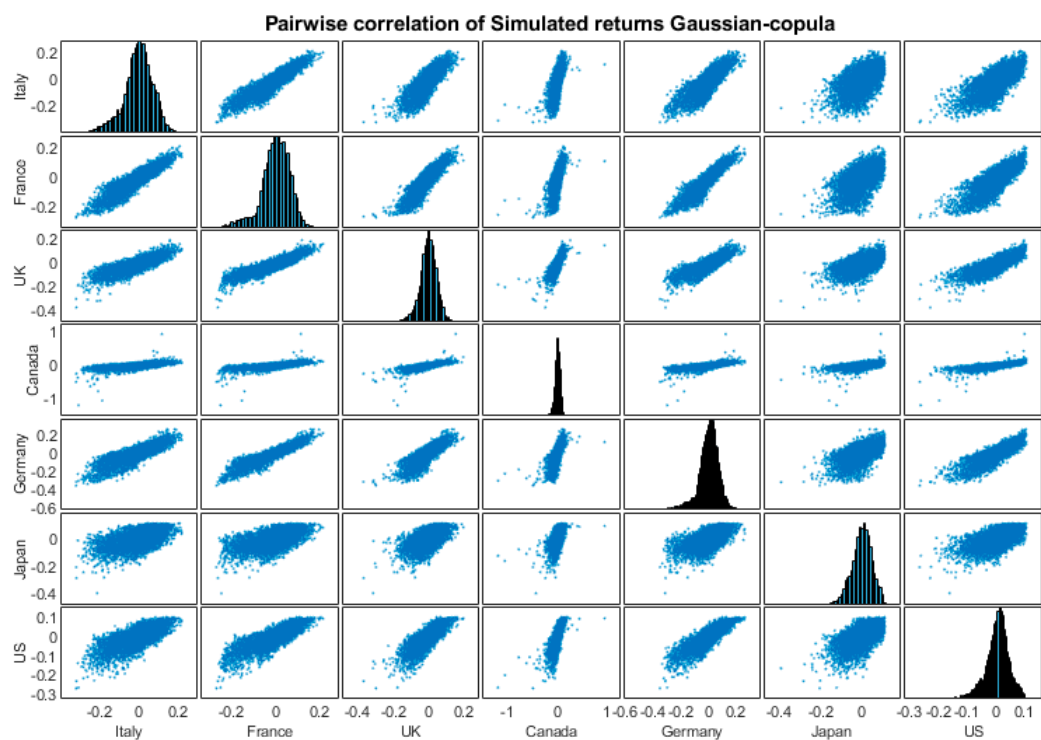 Pairwise correlation of Simulated returns Gaussian-copula
0.2
0
-0.2
Italy
0.2
0
-0.2
France
0.2
0
-0.2
-0.4
UK
1
0
-1
Canada
0.2
0
-0.2
-0.4
-0.6
Germany
0
-0.2
-0.4
Japan
0.1
0
-0.1
-0.2
-0.3
US
-0.2 0 0.2 -0.2 0 0.2 -0.4 -0.2 0 0.2 -1 0 1 -0.6 -0.4 -0.2 0 0.2 -0.4 -0.2 0 -0.3 -0.2 -0.1 0 0.1
Italy France UK Canada Germany Japan US